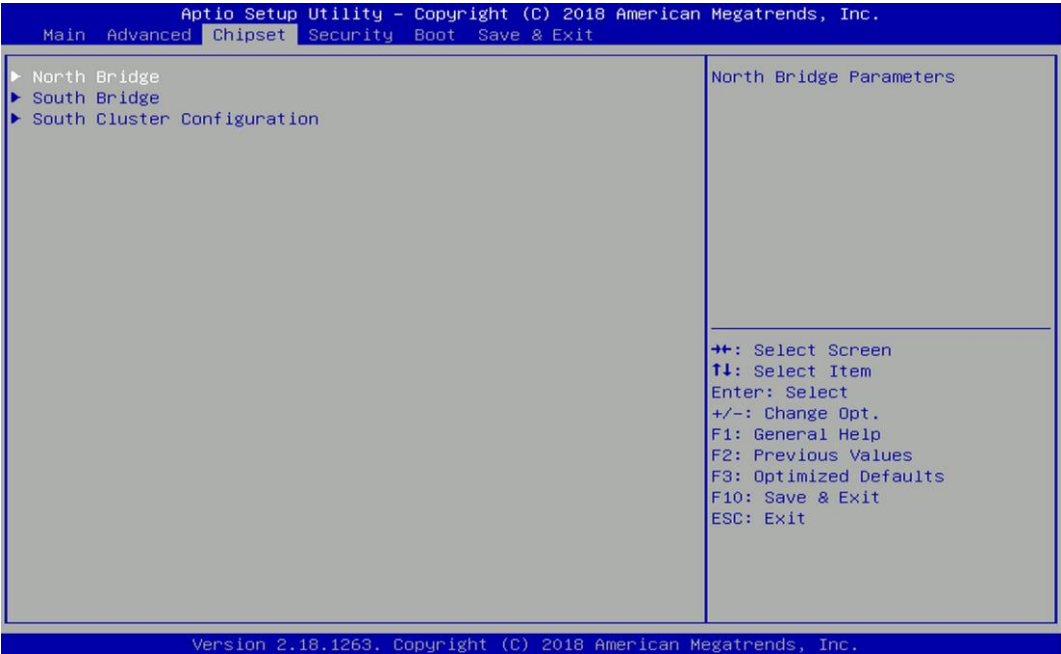 Aptio Setup Utility – Copyright (C) 2018 American Megatrends, Inc.
Main Advanced Chipset Security Boot Save & Exit
▶ North Bridge
▶ South Bridge
▶ South Cluster Configuration
North Bridge Parameters
→←: Select Screen
↑↓: Select Item
Enter: Select
+/-: Change Opt.
F1: General Help
F2: Previous Values
F3: Optimized Defaults
F10: Save & Exit
ESC: Exit
Version 2.18.1263. Copyright (C) 2018 American Megatrends, Inc.